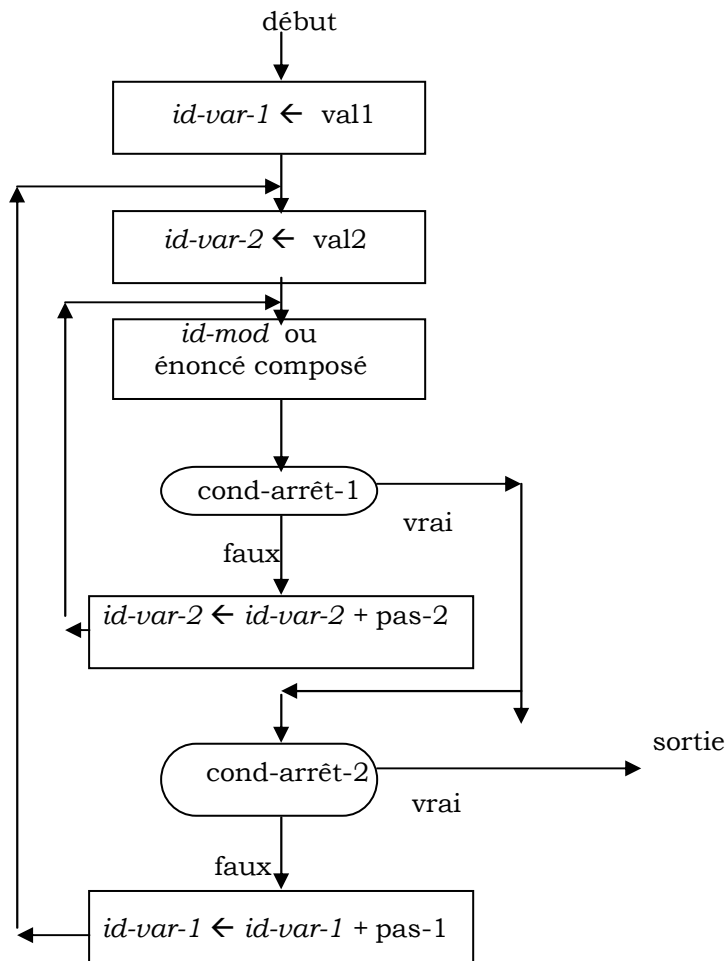 début
id-var-1 ← val1
id-var-2 ← val2
id-mod ou
énoncé composé
cond-arrêt-1
vrai
faux
id-var-2 ← id-var-2 + pas-2
sortie
cond-arrêt-2
vrai
faux
id-var-1 ← id-var-1 + pas-1